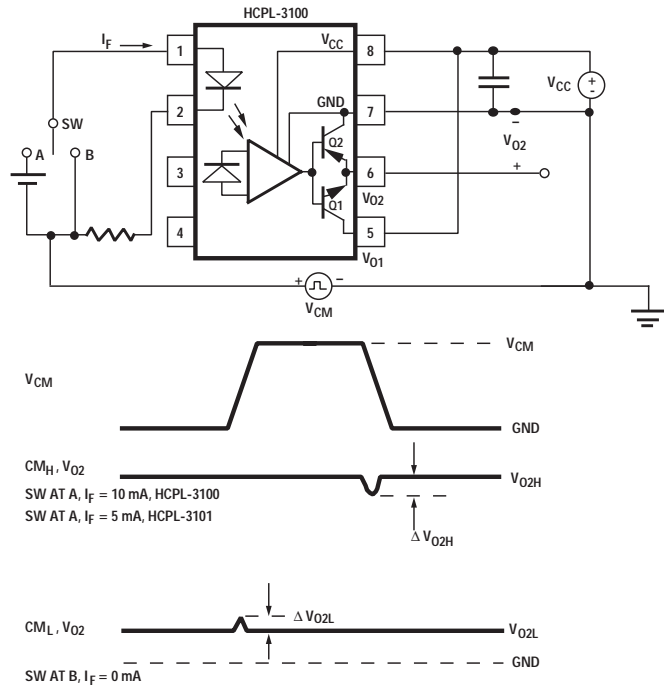 HCPL-3100
I_F
1
V_CC
8
SW
2
GND
7
V_CC
+
-
-
V_O2
A
B
Q2
3
6
+
V_O2
Q1
4
5
V_O1
+
-
V_CM
V_CM
V_CM
GND
CM_H, V_O2
V_O2H
SW AT A, I_F = 10 mA, HCPL-3100
SW AT A, I_F = 5 mA, HCPL-3101
Δ V_O2H
Δ V_O2L
CM_L, V_O2
V_O2L
GND
SW AT B, I_F = 0 mA